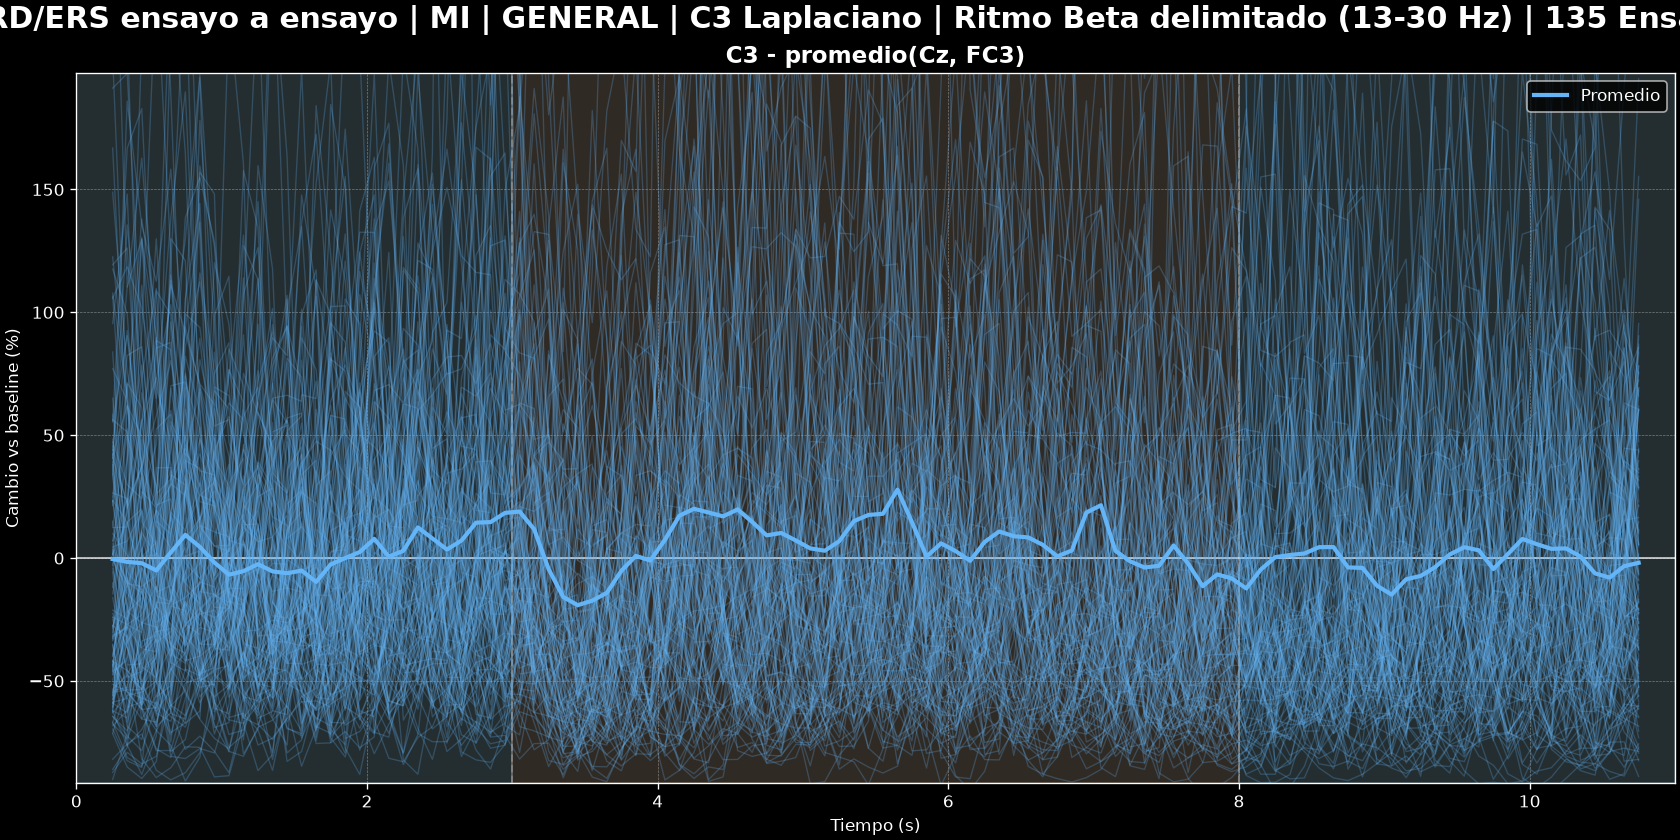 RD/ERS ensayo a ensayo | MI | GENERAL | C3 Laplaciano | Ritmo Beta delimitado (13-30 Hz) | 135 Ens
C3 - promedio(Cz, FC3)
Promedio
Cambio vs baseline (%)
150
100
50
0
−50
0 2 4 6 8 10
Tiempo (s)